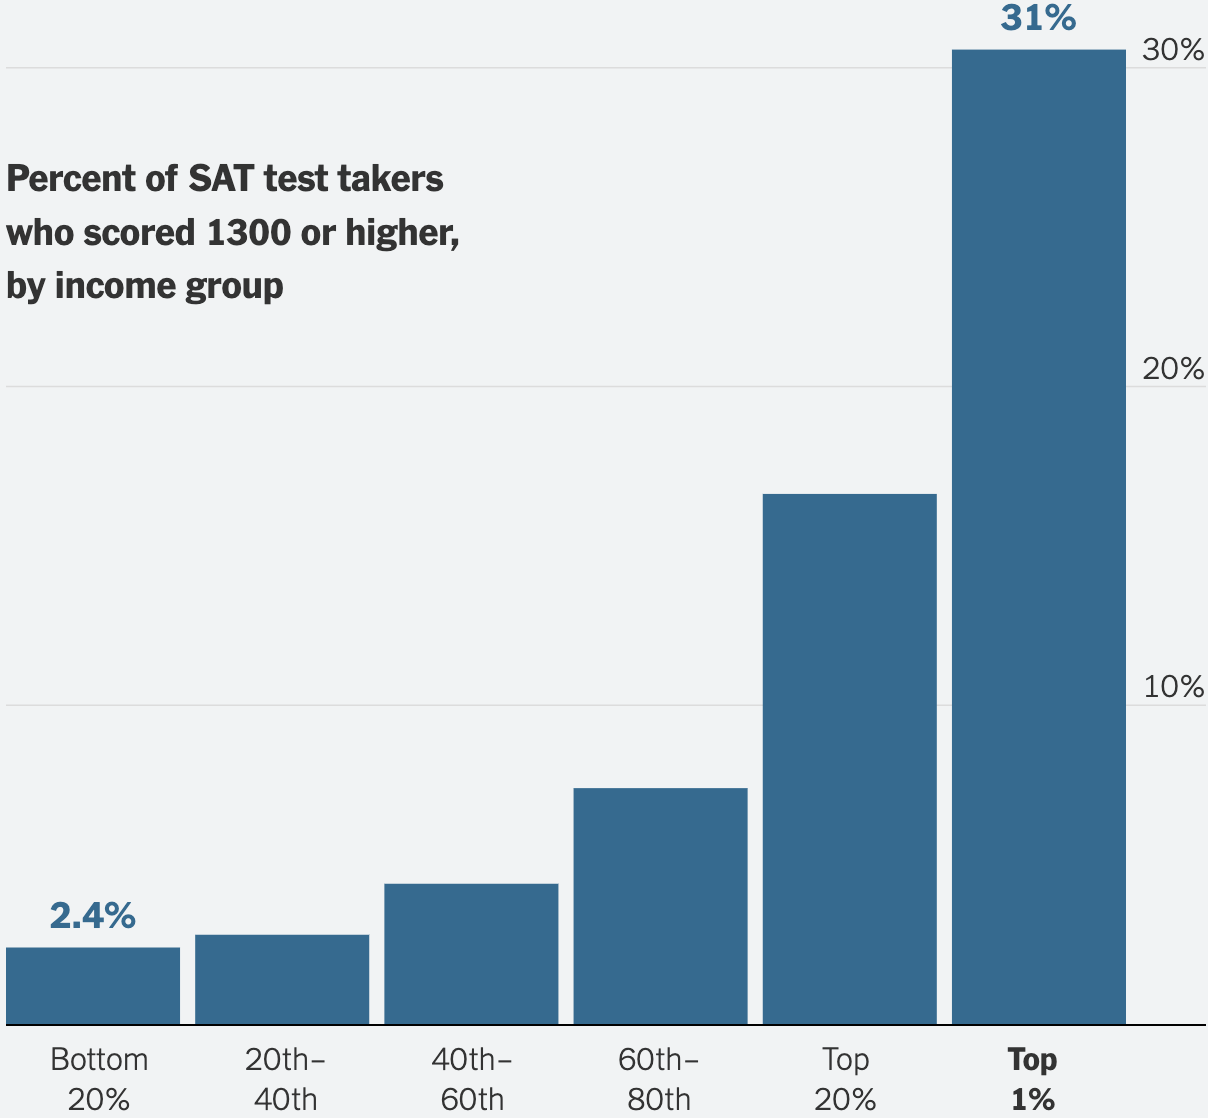 31%
30%
Percent of SAT test takers
who scored 1300 or higher,
by income group
20%
10%
2.4%
Bottom
20%
20th–
40th
40th–
60th
60th–
80th
Top
20%
Top
1%